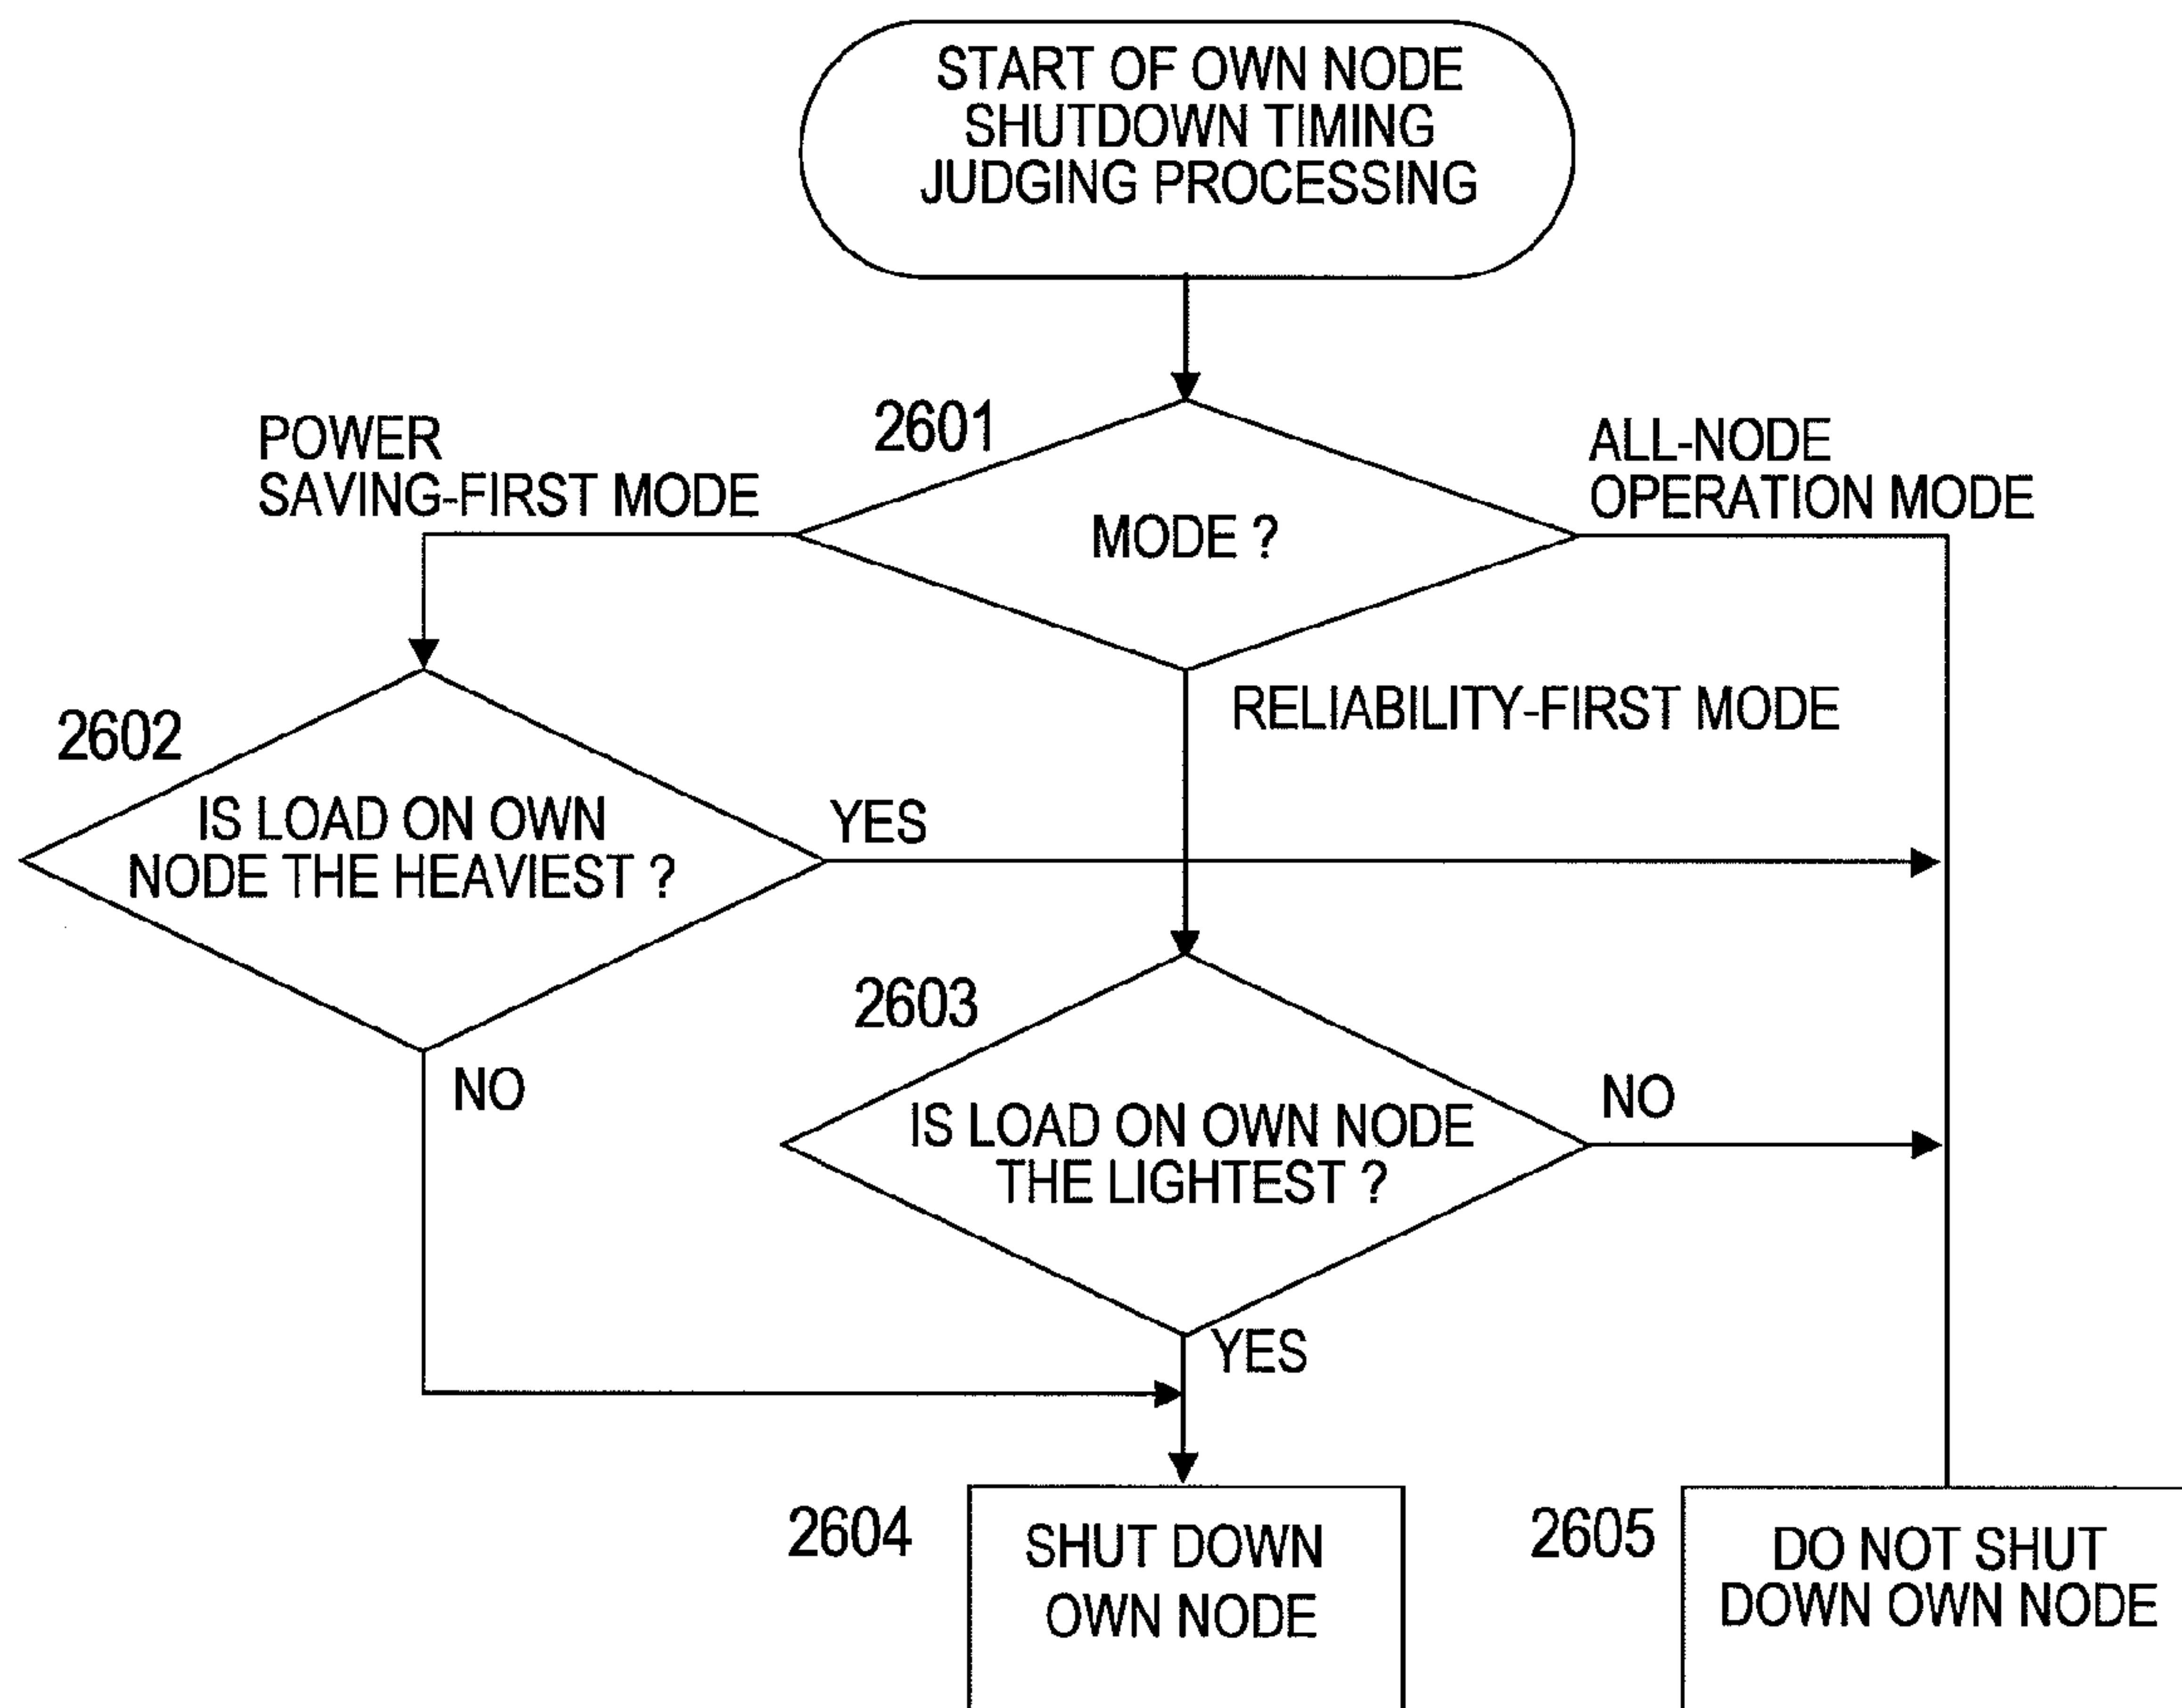 START OF OWN NODE
SHUTDOWN TIMING
JUDGING PROCESSING
2601
POWER
SAVING-FIRST MODE
MODE ?
ALL-NODE
OPERATION MODE
RELIABILITY-FIRST MODE
2602
IS LOAD ON OWN
NODE THE HEAVIEST ?
YES
NO
2603
IS LOAD ON OWN NODE
THE LIGHTEST ?
NO
YES
2604
SHUT DOWN
OWN NODE
2605
DO NOT SHUT
DOWN OWN NODE